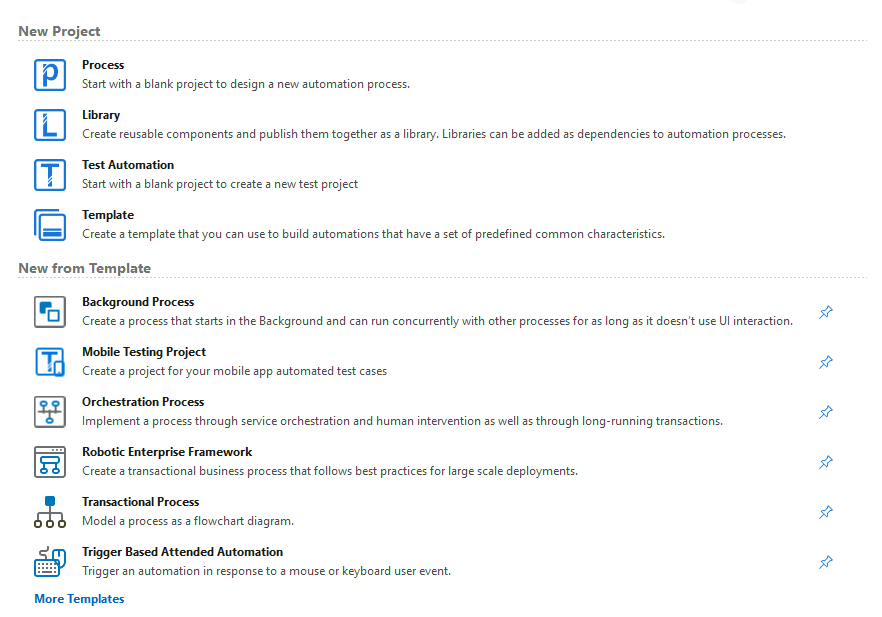 New Project
Process
Start with a blank project to design a new automation process.
Library
Create reusable components and publish them together as a library. Libraries can be added as dependencies to automation processes.
Test Automation
Start with a blank project to create a new test project
Template
Create a template that you can use to build automations that have a set of predefined common characteristics.
New from Template
Background Process
Create a process that starts in the Background and can run concurrently with other processes for as long as it doesn't use UI interaction.
Mobile Testing Project
Create a project for your mobile app automated test cases
Orchestration Process
Implement a process through service orchestration and human intervention as well as through long-running transactions.
Robotic Enterprise Framework
Create a transactional business process that follows best practices for large scale deployments.
Transactional Process
Model a process as a flowchart diagram.
Trigger Based Attended Automation
Trigger an automation in response to a mouse or keyboard user event.
More Templates